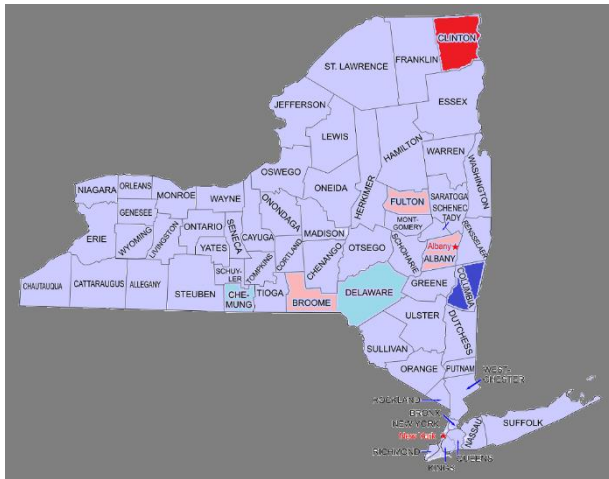 CLINTON
ST. LAWRENCE
FRANKLIN
ESSEX
JEFFERSON
LEWIS
HAMILTON
WARREN
WASHINGTON
OSWEGO
ONEIDA
HERKIMER
FULTON
SARATOGA
SCHENEC
TADY
MONT-
GOMERY
NIAGARA
ORLEANS
MONROE
WAYNE
GENESEE
ERIE
WYOMING
LIVINGSTON
ONTARIO
YATES
SENECA
CAYUGA
ONONDAGA
MADISON
CORTLAND
CHENANGO
OTSEGO
SCHOHARIE
Albany
ALBANY
RENSSELAER
CHAUTAUQUA
CATTARAUGUS
ALLEGANY
STEUBEN
SCHUY-
LER
TOMPKINS
CHE-
MUNG
TIOGA
BROOME
DELAWARE
GREENE
COLUMBIA
ULSTER
DUTCHESS
SULLIVAN
ORANGE
PUTNAM
WEST-
CHESTER
ROCKLAND
BRONX
NEW YORK
New York
RICHMOND
KINGS
QUEENS
NASSAU
SUFFOLK